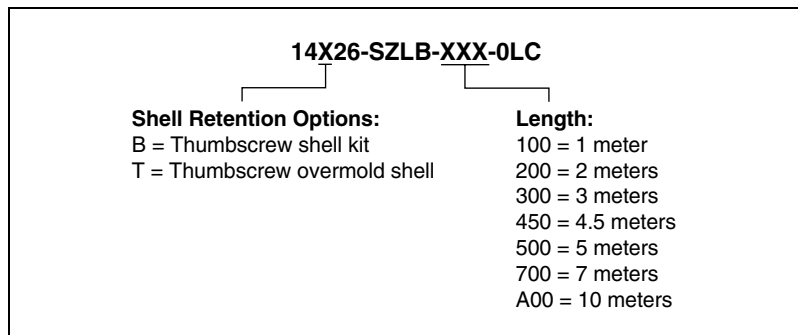 14X26-SZLB-XXX-0LC
Shell Retention Options:
B = Thumbscrew shell kit
T = Thumbscrew overmold shell
Length:
100 = 1 meter
200 = 2 meters
300 = 3 meters
450 = 4.5 meters
500 = 5 meters
700 = 7 meters
A00 = 10 meters